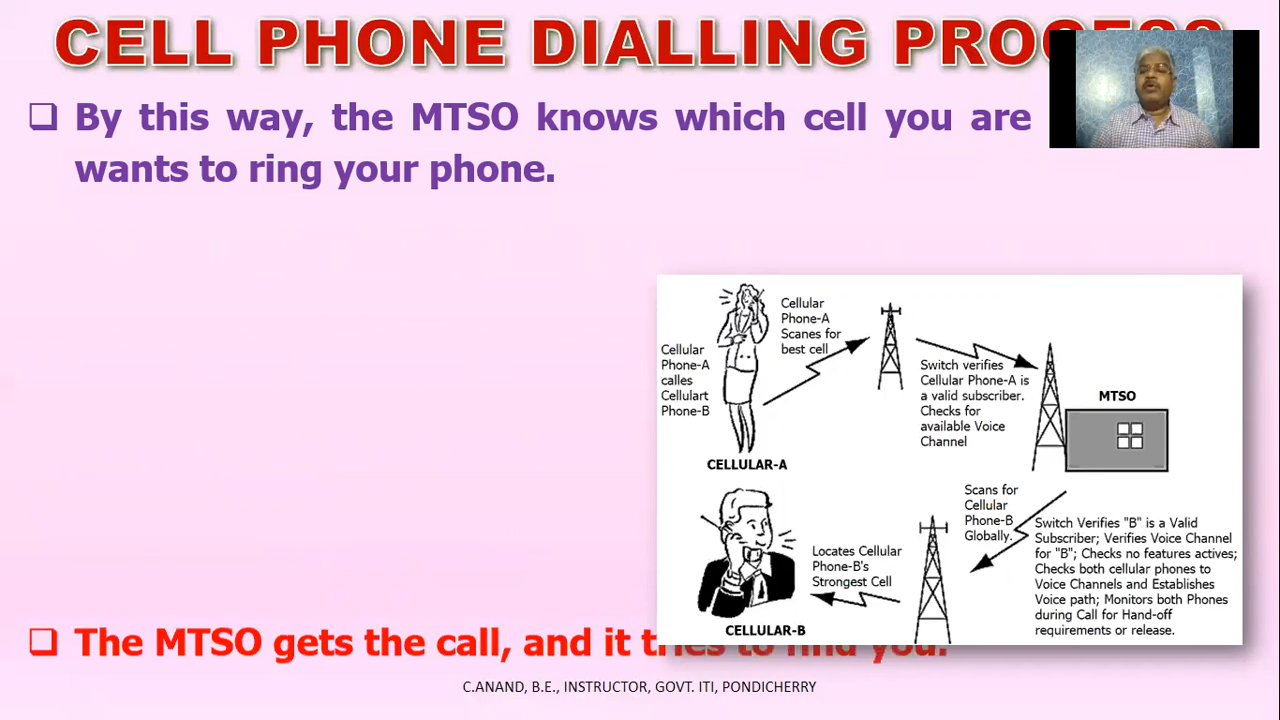 CELL PHONE DIALLING PROCESS
❑ By this way, the MTSO knows which cell you are
wants to ring your phone.
Cellular
Phone-A
calles
Cellulart
Phone-B
Cellular
Phone-A
Scanes for
best cell
CELLULAR-A
Switch verifies
Cellular Phone-A is
a valid subscriber.
Checks for
available Voice
Channel
MTSO
Scans for
Cellular
Phone-B
Globally.
Switch Verifies "B" is a Valid
Subscriber; Verifies Voice Channel
for "B"; Checks no features actives;
Checks both cellular phones to
Voice Channels and Establishes
Voice path; Monitors both Phones
during Call for Hand-off
requirements or release.
Locates Cellular
Phone-B's
Strongest Cell
CELLULAR-B
❑ The MTSO gets the call, and it tries to find you.
C.ANAND, B.E., INSTRUCTOR, GOVT. ITI, PONDICHERRY